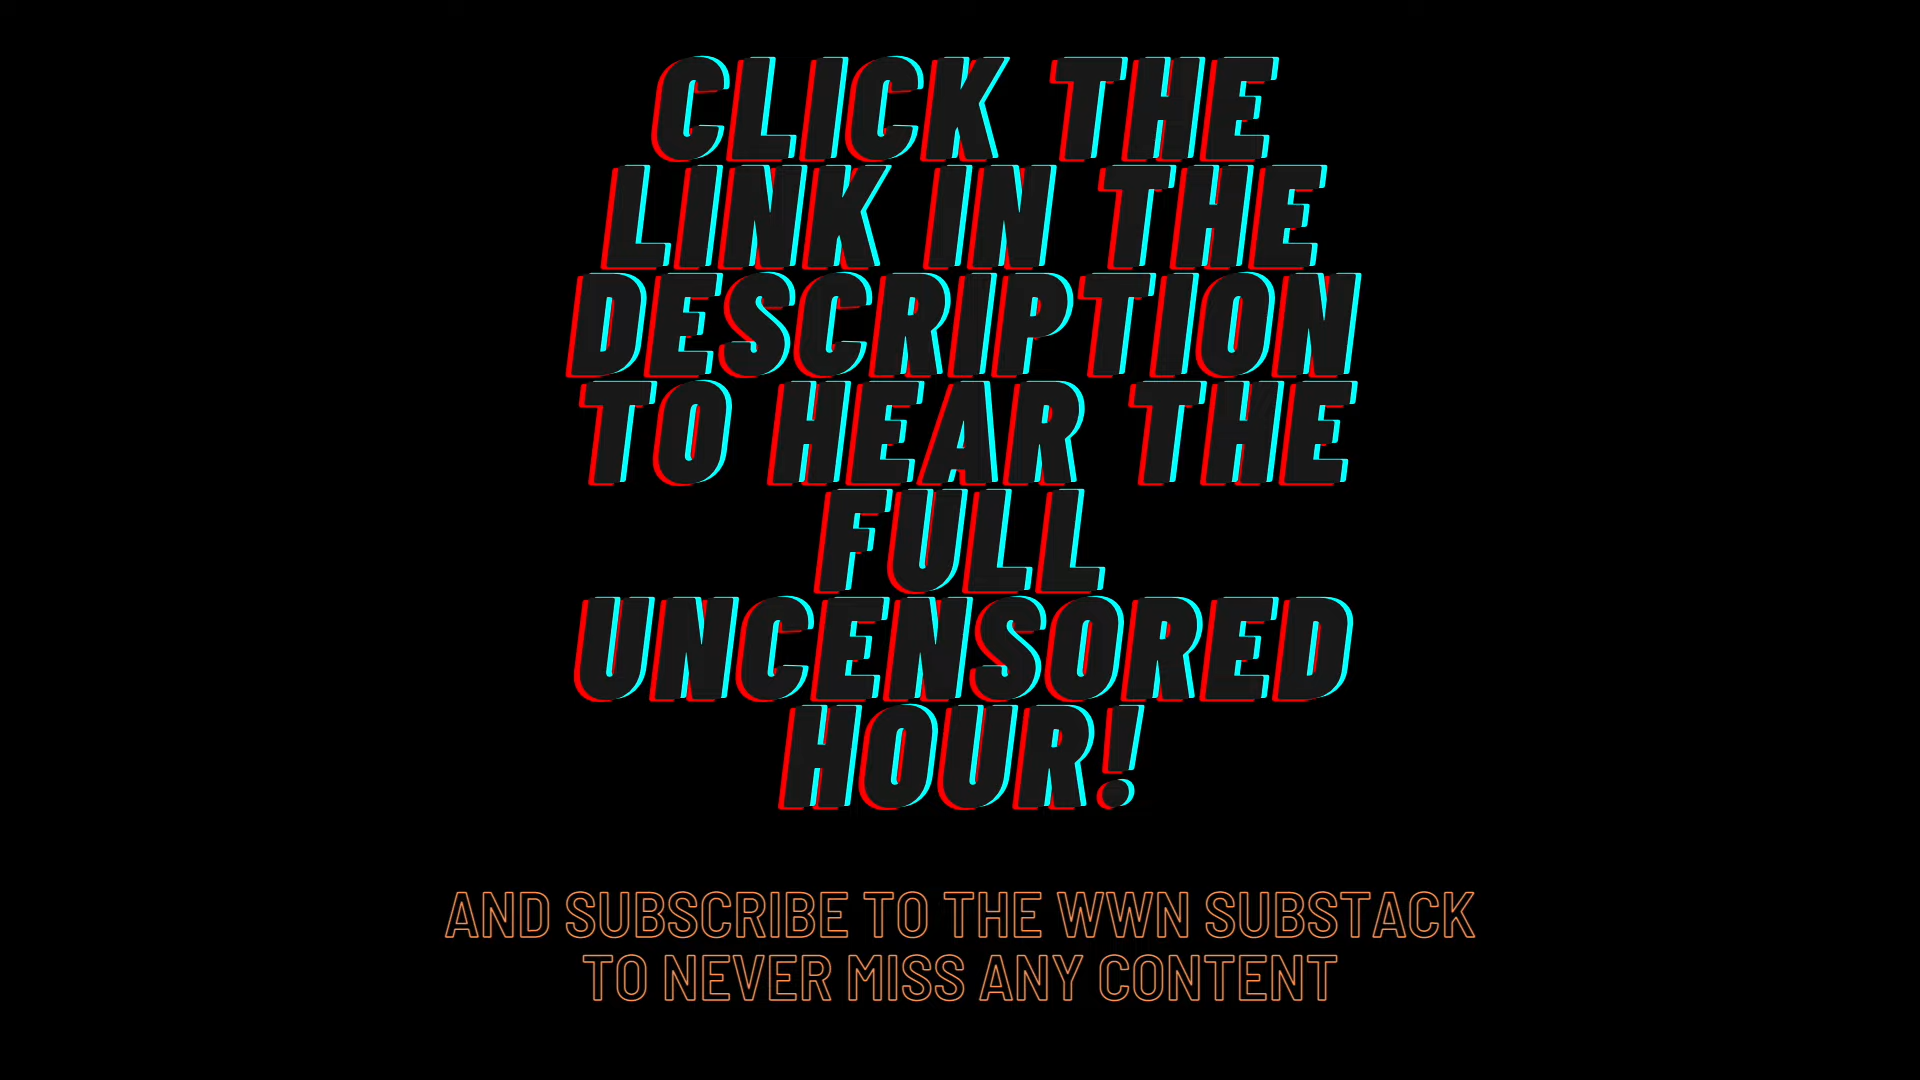 CLICK THE
LINK IN THE
DESCRIPTION
TO HEAR THE
FULL
UNCENSORED
HOUR!
AND SUBSCRIBE TO THE WWN SUBSTACK
TO NEVER MISS ANY CONTENT